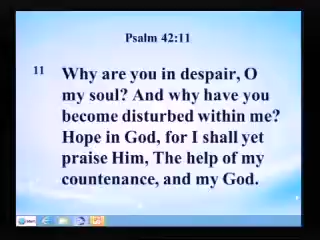 Psalm 42:11
11 Why are you in despair, O
my soul? And why have you
become disturbed within me?
Hope in God, for I shall yet
praise Him, The help of my
countenance, and my God.